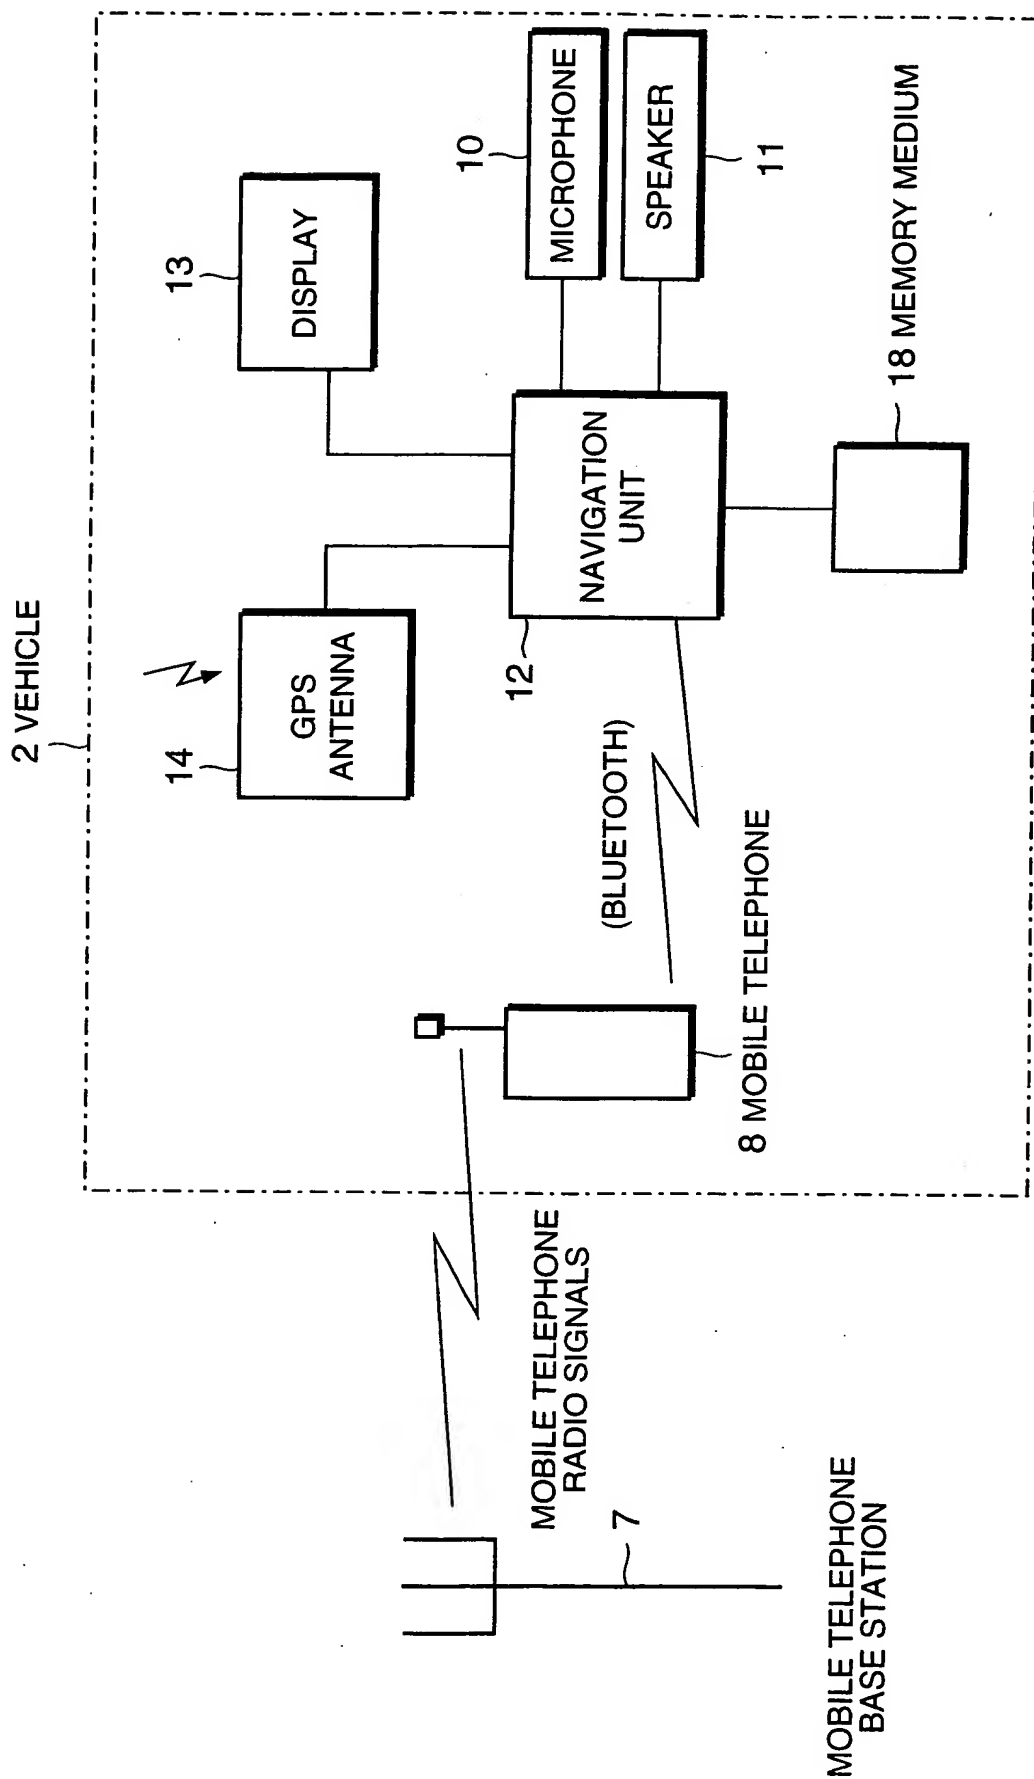 2 VEHICLE
14
GPS
ANTENNA
13
DISPLAY
12
NAVIGATION
UNIT
10
MICROPHONE
SPEAKER
11
18 MEMORY MEDIUM
(BLUETOOTH)
8 MOBILE TELEPHONE
MOBILE TELEPHONE
RADIO SIGNALS
7
MOBILE TELEPHONE
BASE STATION